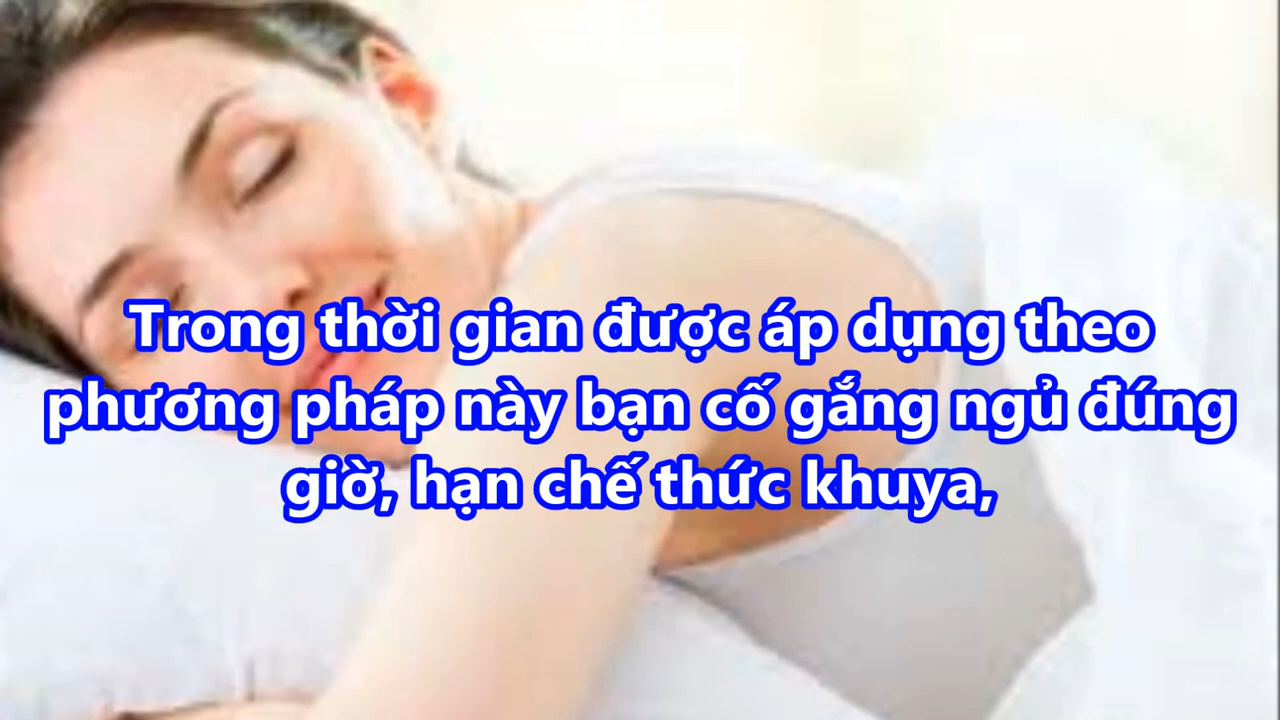 Trong thời gian được áp dụng theo
phương pháp này bạn cố gắng ngủ đúng
giờ, hạn chế thức khuya,